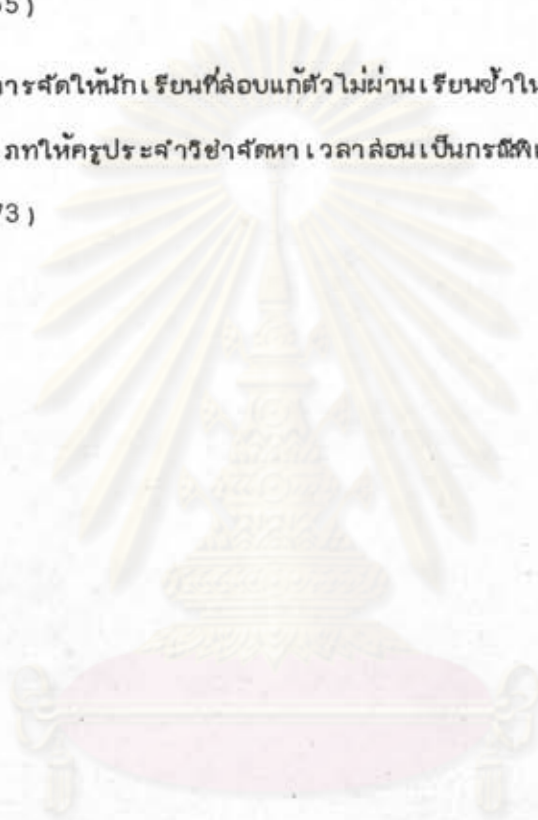 55)
ารจัดให้นักเรียนที่สอบแก้ตัวไม่ผ่านเรียนซ้ำใน
ภทให้ครูประจำวิชาจัดหาเวลาสอนเป็นกรณีพิเ
73)